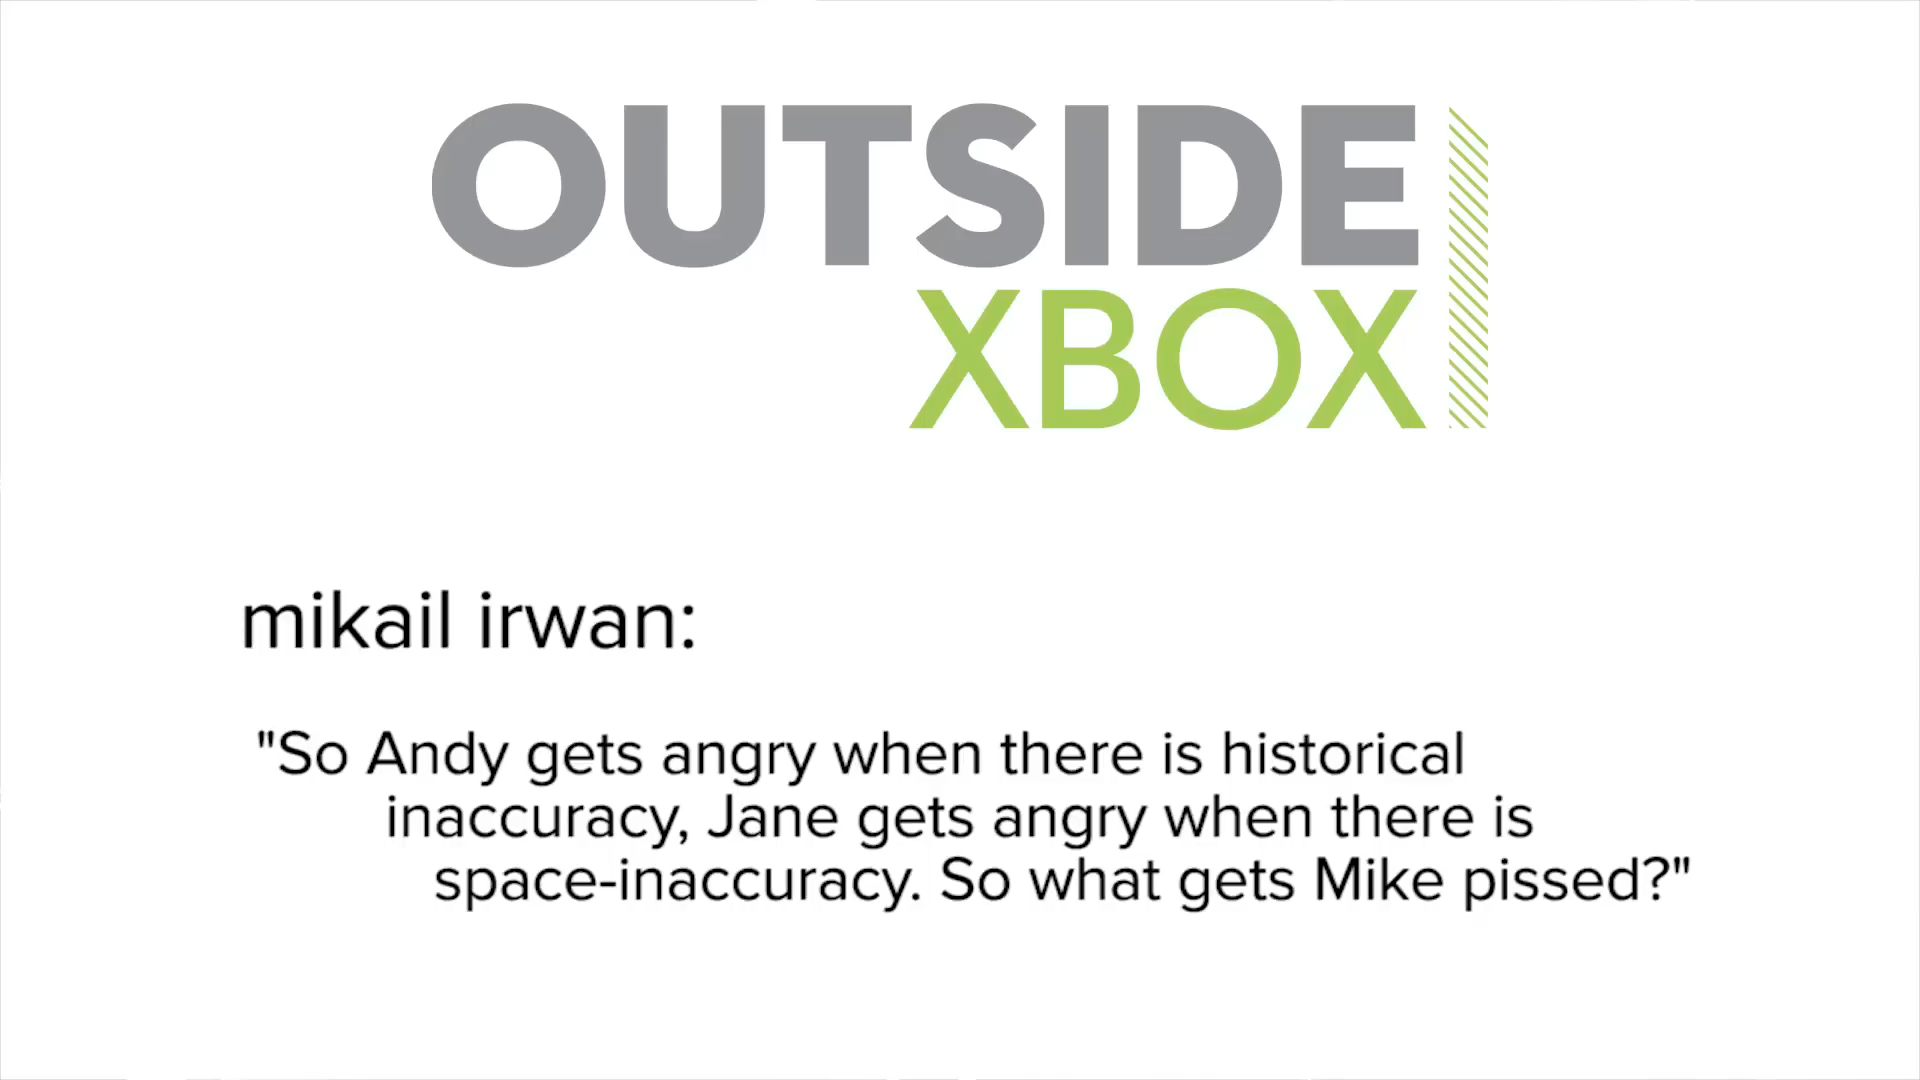 OUTSIDE
XBOX
mikail irwan:
"So Andy gets angry when there is historical
inaccuracy, Jane gets angry when there is
space-inaccuracy. So what gets Mike pissed?"